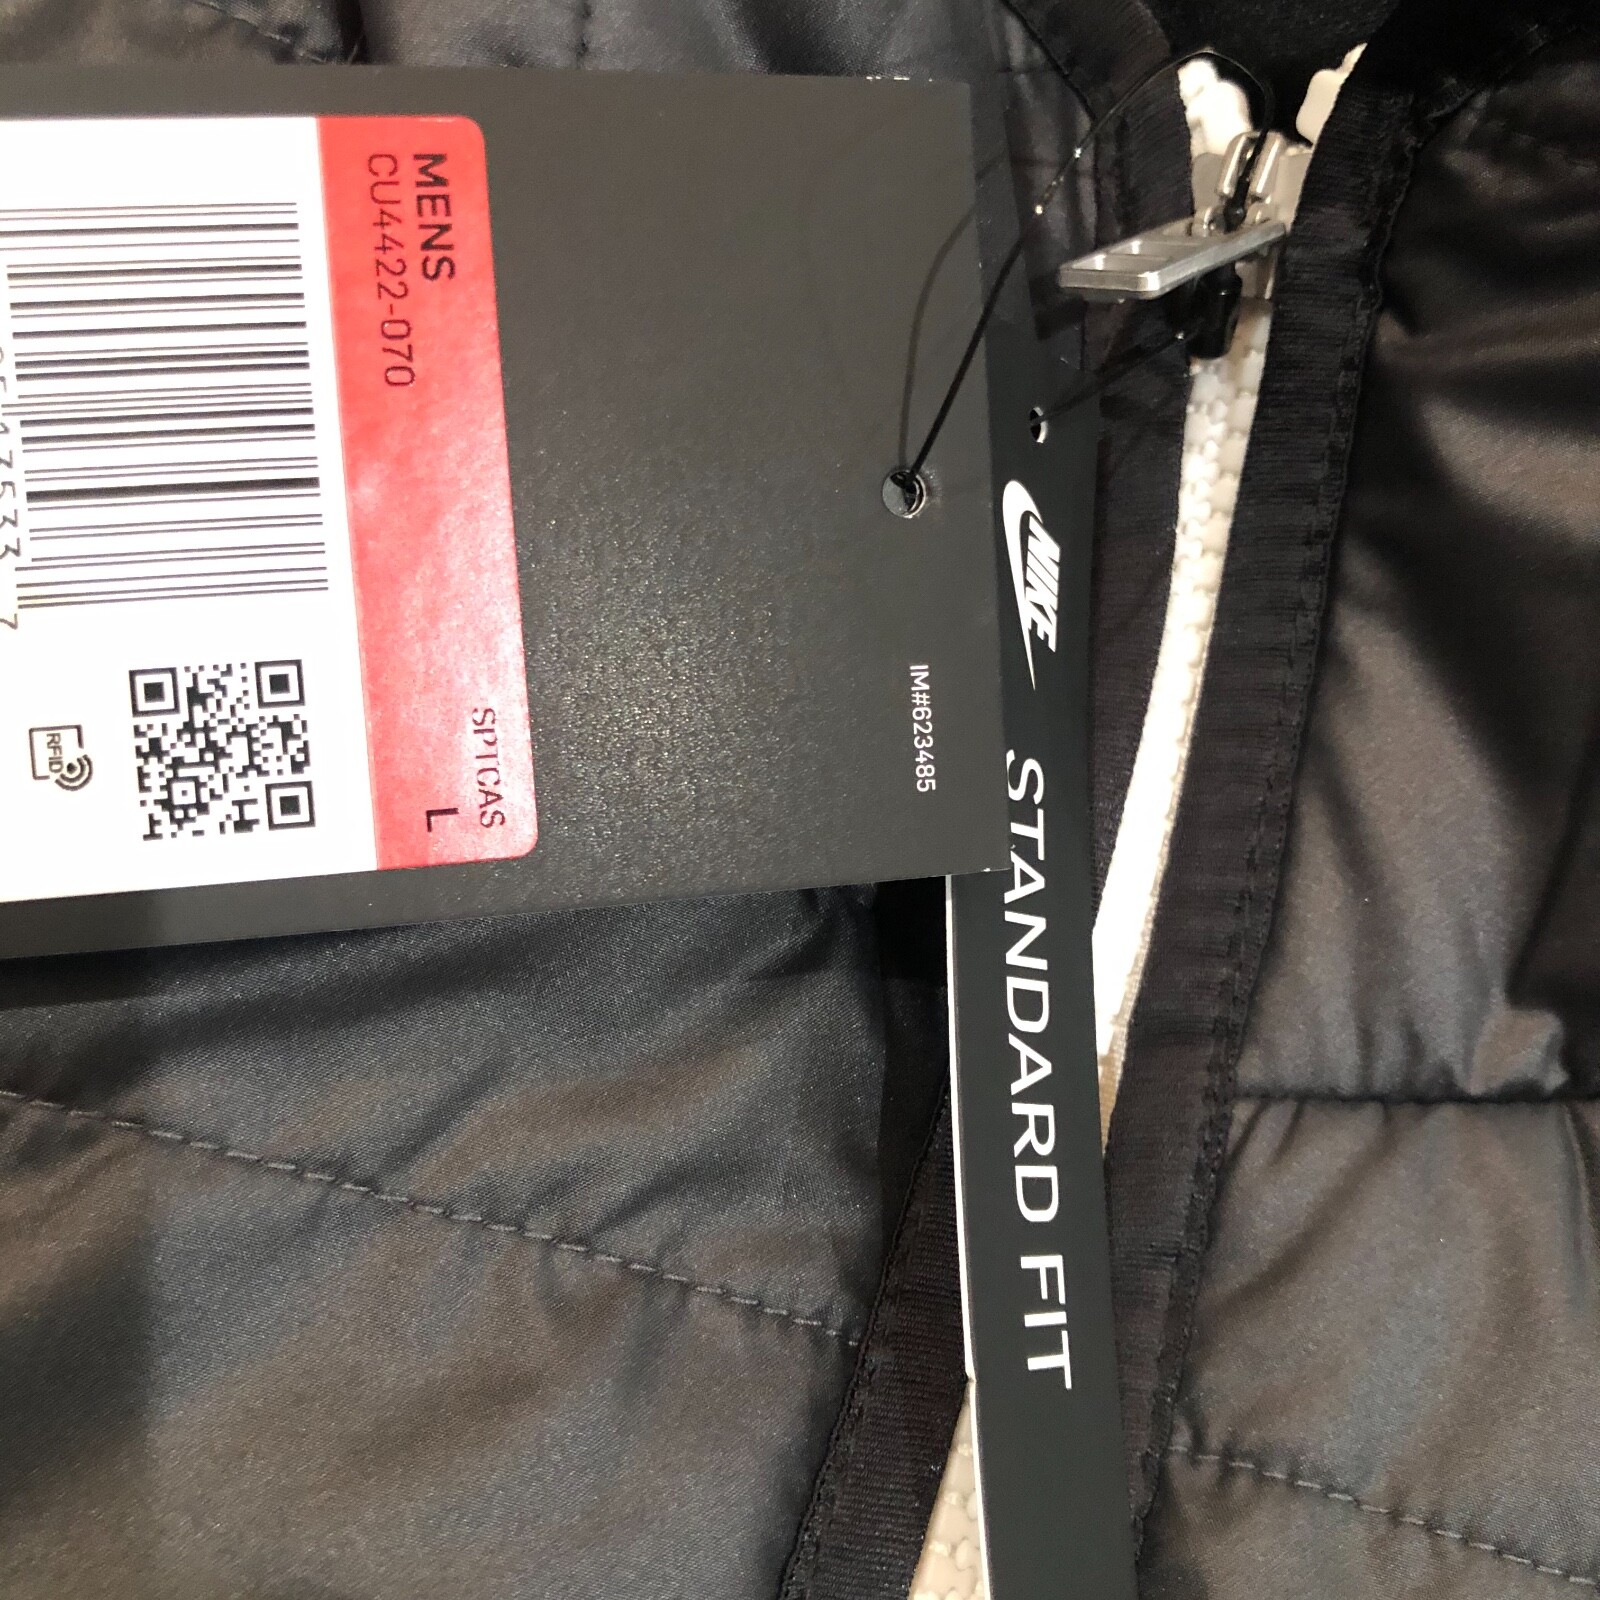 MENS
CU4422-070
SPTCAS
L
RFID
IM#623485
NIKE
STANDARD FIT